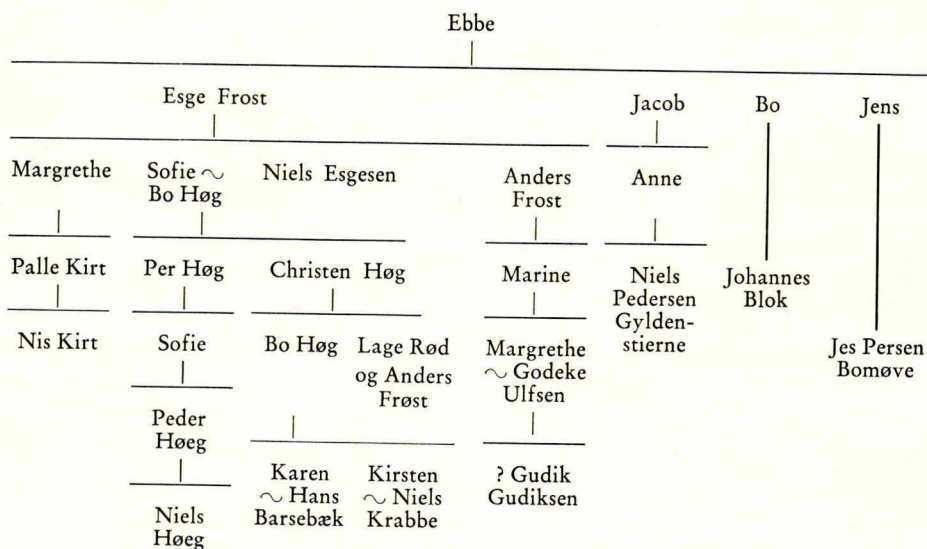 Ebbe
Esge Frost
Jacob
Bo
Jens
Margrethe
Sofie ~
Bo Høg
Niels Esgesen
Anders
Frost
Anne
Palle Kirt
Per Høg
Christen Høg
Marine
Niels
Pedersen
Gylden-
stierne
Johannes
Blok
Nis Kirt
Sofie
Bo Høg
Lage Rød
og Anders
Frøst
Margrethe
~ Godeke
Ulfsen
Jes Persen
Bomøve
Peder
Høeg
Karen
~ Hans
Barsebæk
Kirsten
~ Niels
Krabbe
? Gudik
Gudiksen
Niels
Høeg